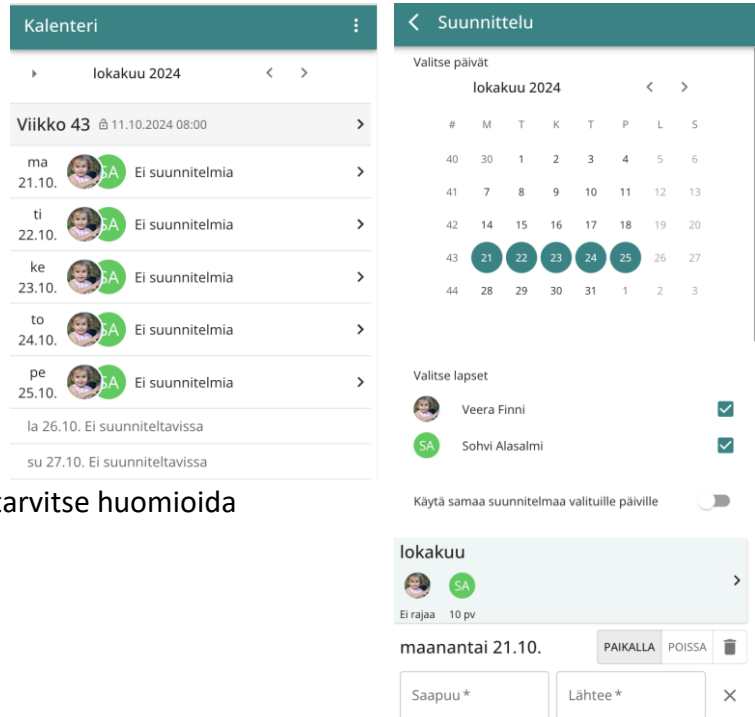 Kalenteri
lokakuu 2024
Viikko 43 11.10.2024 08:00
ma
21.10.
SA Ei suunnitelmia
ti
22.10.
SA Ei suunnitelmia
ke
23.10.
SA Ei suunnitelmia
to
24.10.
SA Ei suunnitelmia
pe
25.10.
SA Ei suunnitelmia
la 26.10. Ei suunniteltavissa
su 27.10. Ei suunniteltavissa
tarvitse huomioida
Suunnittelu
Valitse päivät
lokakuu 2024
# M T K T P L S
40 30 1 2 3 4 5 6
41 7 8 9 10 11 12 13
42 14 15 16 17 18 19 20
43 21 22 23 24 25 26 27
44 28 29 30 31 1 2 3
Valitse lapset
Veera Finni
SA Sohvi Alasalmi
Käytä samaa suunnitelmaa valituille päiville
lokakuu
SA
Ei rajaa 10 pv
maanantai 21.10. PAIKALLA POISSA
Saapuu * Lähtee *